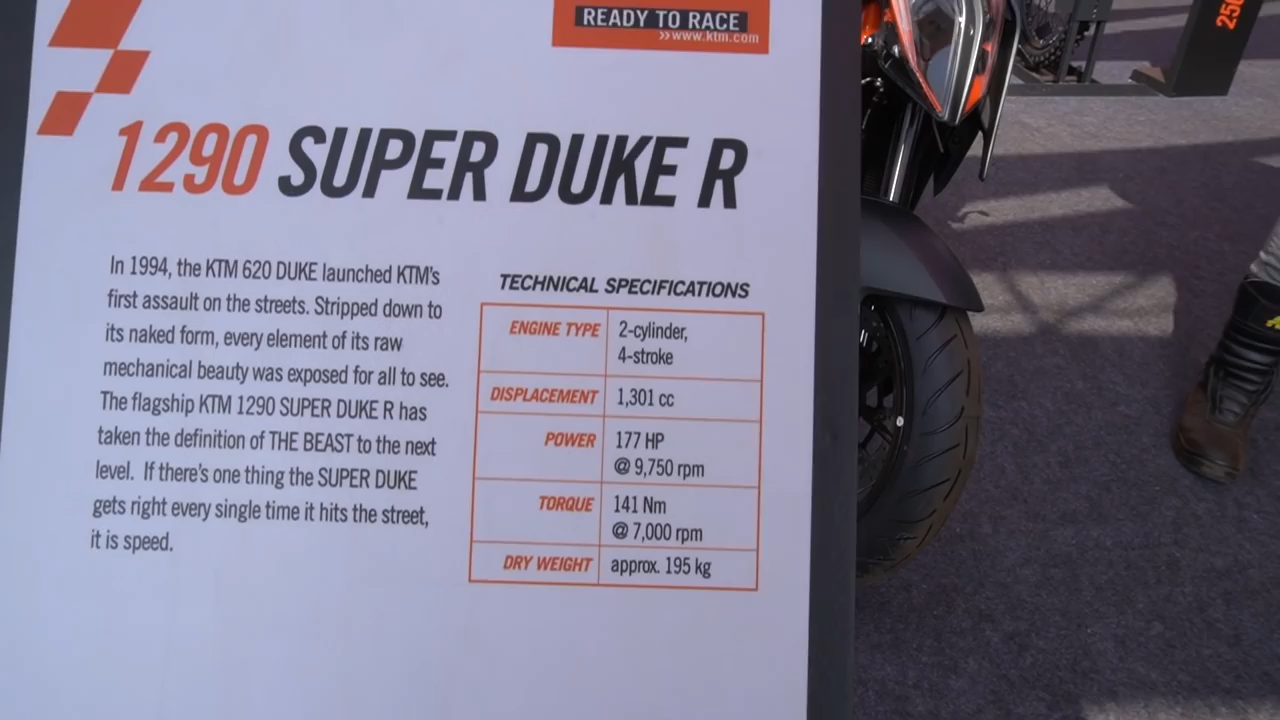 READY TO RACE
>>www.ktm.com
1290 SUPER DUKE R
In 1994, the KTM 620 DUKE launched KTM's
first assault on the streets. Stripped down to
its naked form, every element of its raw
mechanical beauty was exposed for all to see.
The flagship KTM 1290 SUPER DUKE R has
taken the definition of THE BEAST to the next
level. If there's one thing the SUPER DUKE
gets right every single time it hits the street,
it is speed.
TECHNICAL SPECIFICATIONS
ENGINE TYPE 2-cylinder,
4-stroke
DISPLACEMENT 1,301 cc
POWER 177 HP
@ 9,750 rpm
TORQUE 141 Nm
@ 7,000 rpm
DRY WEIGHT approx. 195 kg
250